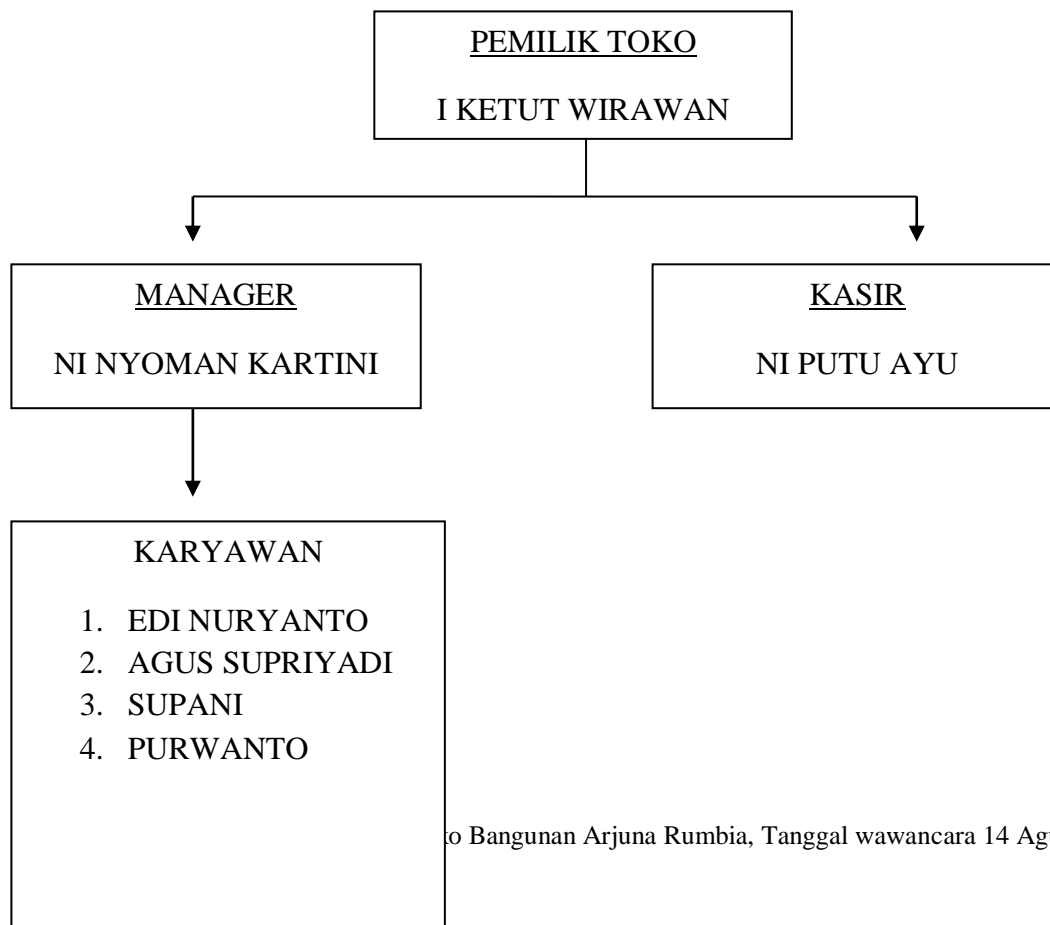 PEMILIK TOKO
I KETUT WIRAWAN
MANAGER
NI NYOMAN KARTINI
KASIR
NI PUTU AYU
KARYAWAN
1. EDI NURYANTO
2. AGUS SUPRIYADI
3. SUPANI
4. PURWANTO
Bangunan Arjuna Rumbia, Tanggal wawancara 14